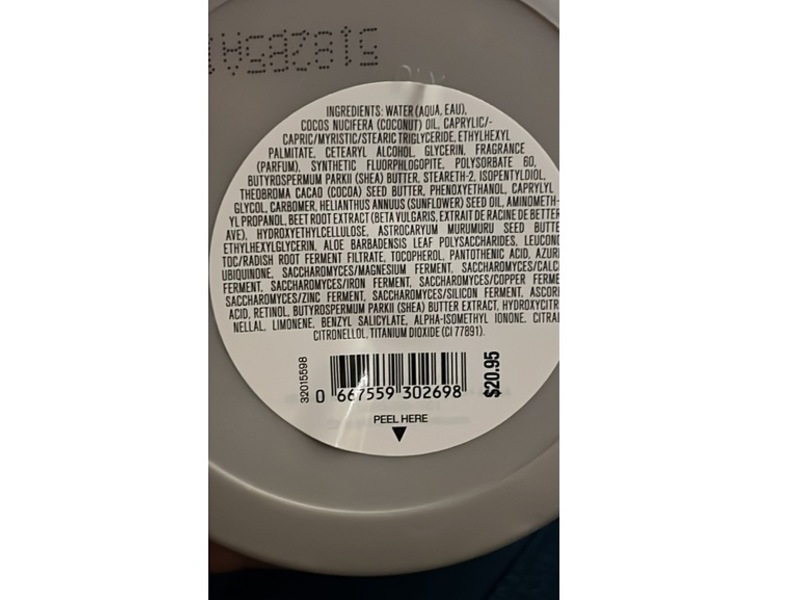 INGREDIENTS: WATER (AQUA, EAU),
COCOS NUCIFERA (COCONUT) OIL, CAPRYLIC/-
CAPRIC/MYRISTIC/STEARIC TRIGLYCERIDE, ETHYLHEXYL
PALMITATE, CETEARYL ALCOHOL, GLYCERIN, FRAGRANCE
(PARFUM), SYNTHETIC FLUORPHLOGOPITE, POLYSORBATE 60,
BUTYROSPERMUM PARKII (SHEA) BUTTER, STEARETH-2, ISOPENTYLDIOL,
THEOBROMA CACAO (COCOA) SEED BUTTER, PHENOXYETHANOL, CAPRYLYL
GLYCOL, CARBOMER, HELIANTHUS ANNUUS (SUNFLOWER) SEED OIL, AMINOMETH-
YL PROPANOL, BEET ROOT EXTRACT (BETA VULGARIS, EXTRAIT DE RACINE DE BETTER
AVE), HYDROXYETHYLCELLULOSE, ASTROCARYUM MURUMURU SEED BUTTE
ETHYLHEXYLGLYCERIN, ALOE BARBADENSIS LEAF POLYSACCHARIDES, LEUCONO
TOC/RADISH ROOT FERMENT FILTRATE, TOCOPHEROL, PANTOTHENIC ACID, AZUR
UBIQUINONE, SACCHAROMYCES/MAGNESIUM FERMENT, SACCHAROMYCES/CALC
FERMENT, SACCHAROMYCES/IRON FERMENT, SACCHAROMYCES/COPPER FERME
SACCHAROMYCES/ZINC FERMENT, SACCHAROMYCES/SILICON FERMENT, ASCOR
ACID, RETINOL, BUTYROSPERMUM PARKII (SHEA) BUTTER EXTRACT, HYDROXYCITR
NELLAL, LIMONENE, BENZYL SALICYLATE, ALPHA-ISOMETHYL IONONE, CITRA
CITRONELLOL, TITANIUM DIOXIDE (CI 77891).
32015598
0 667559 302698
$20.95
PEEL HERE